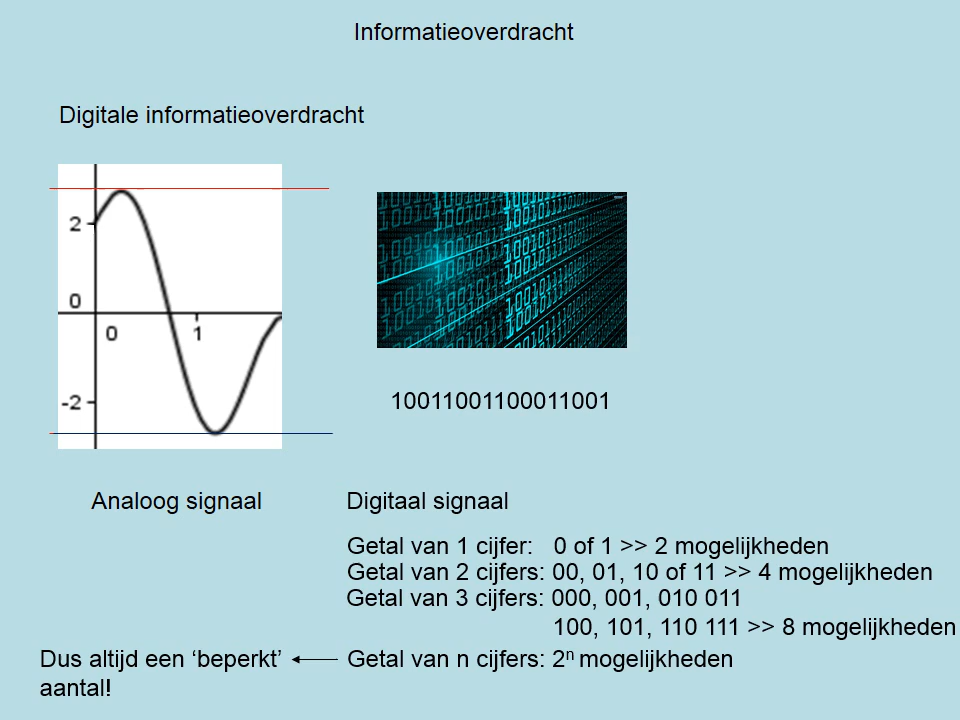 Informatieoverdracht
Digitale informatieoverdracht
2
0
0
1
-2
10011001100011001
Analoog signaal
Digitaal signaal
Getal van 1 cijfer: 0 of 1 >> 2 mogelijkheden
Getal van 2 cijfers: 00, 01, 10 of 11 >> 4 mogelijkheden
Getal van 3 cijfers: 000, 001, 010 011
100, 101, 110 111 >> 8 mogelijkheden
Dus altijd een ‘beperkt’
aantal!
Getal van n cijfers: 2ⁿ mogelijkheden